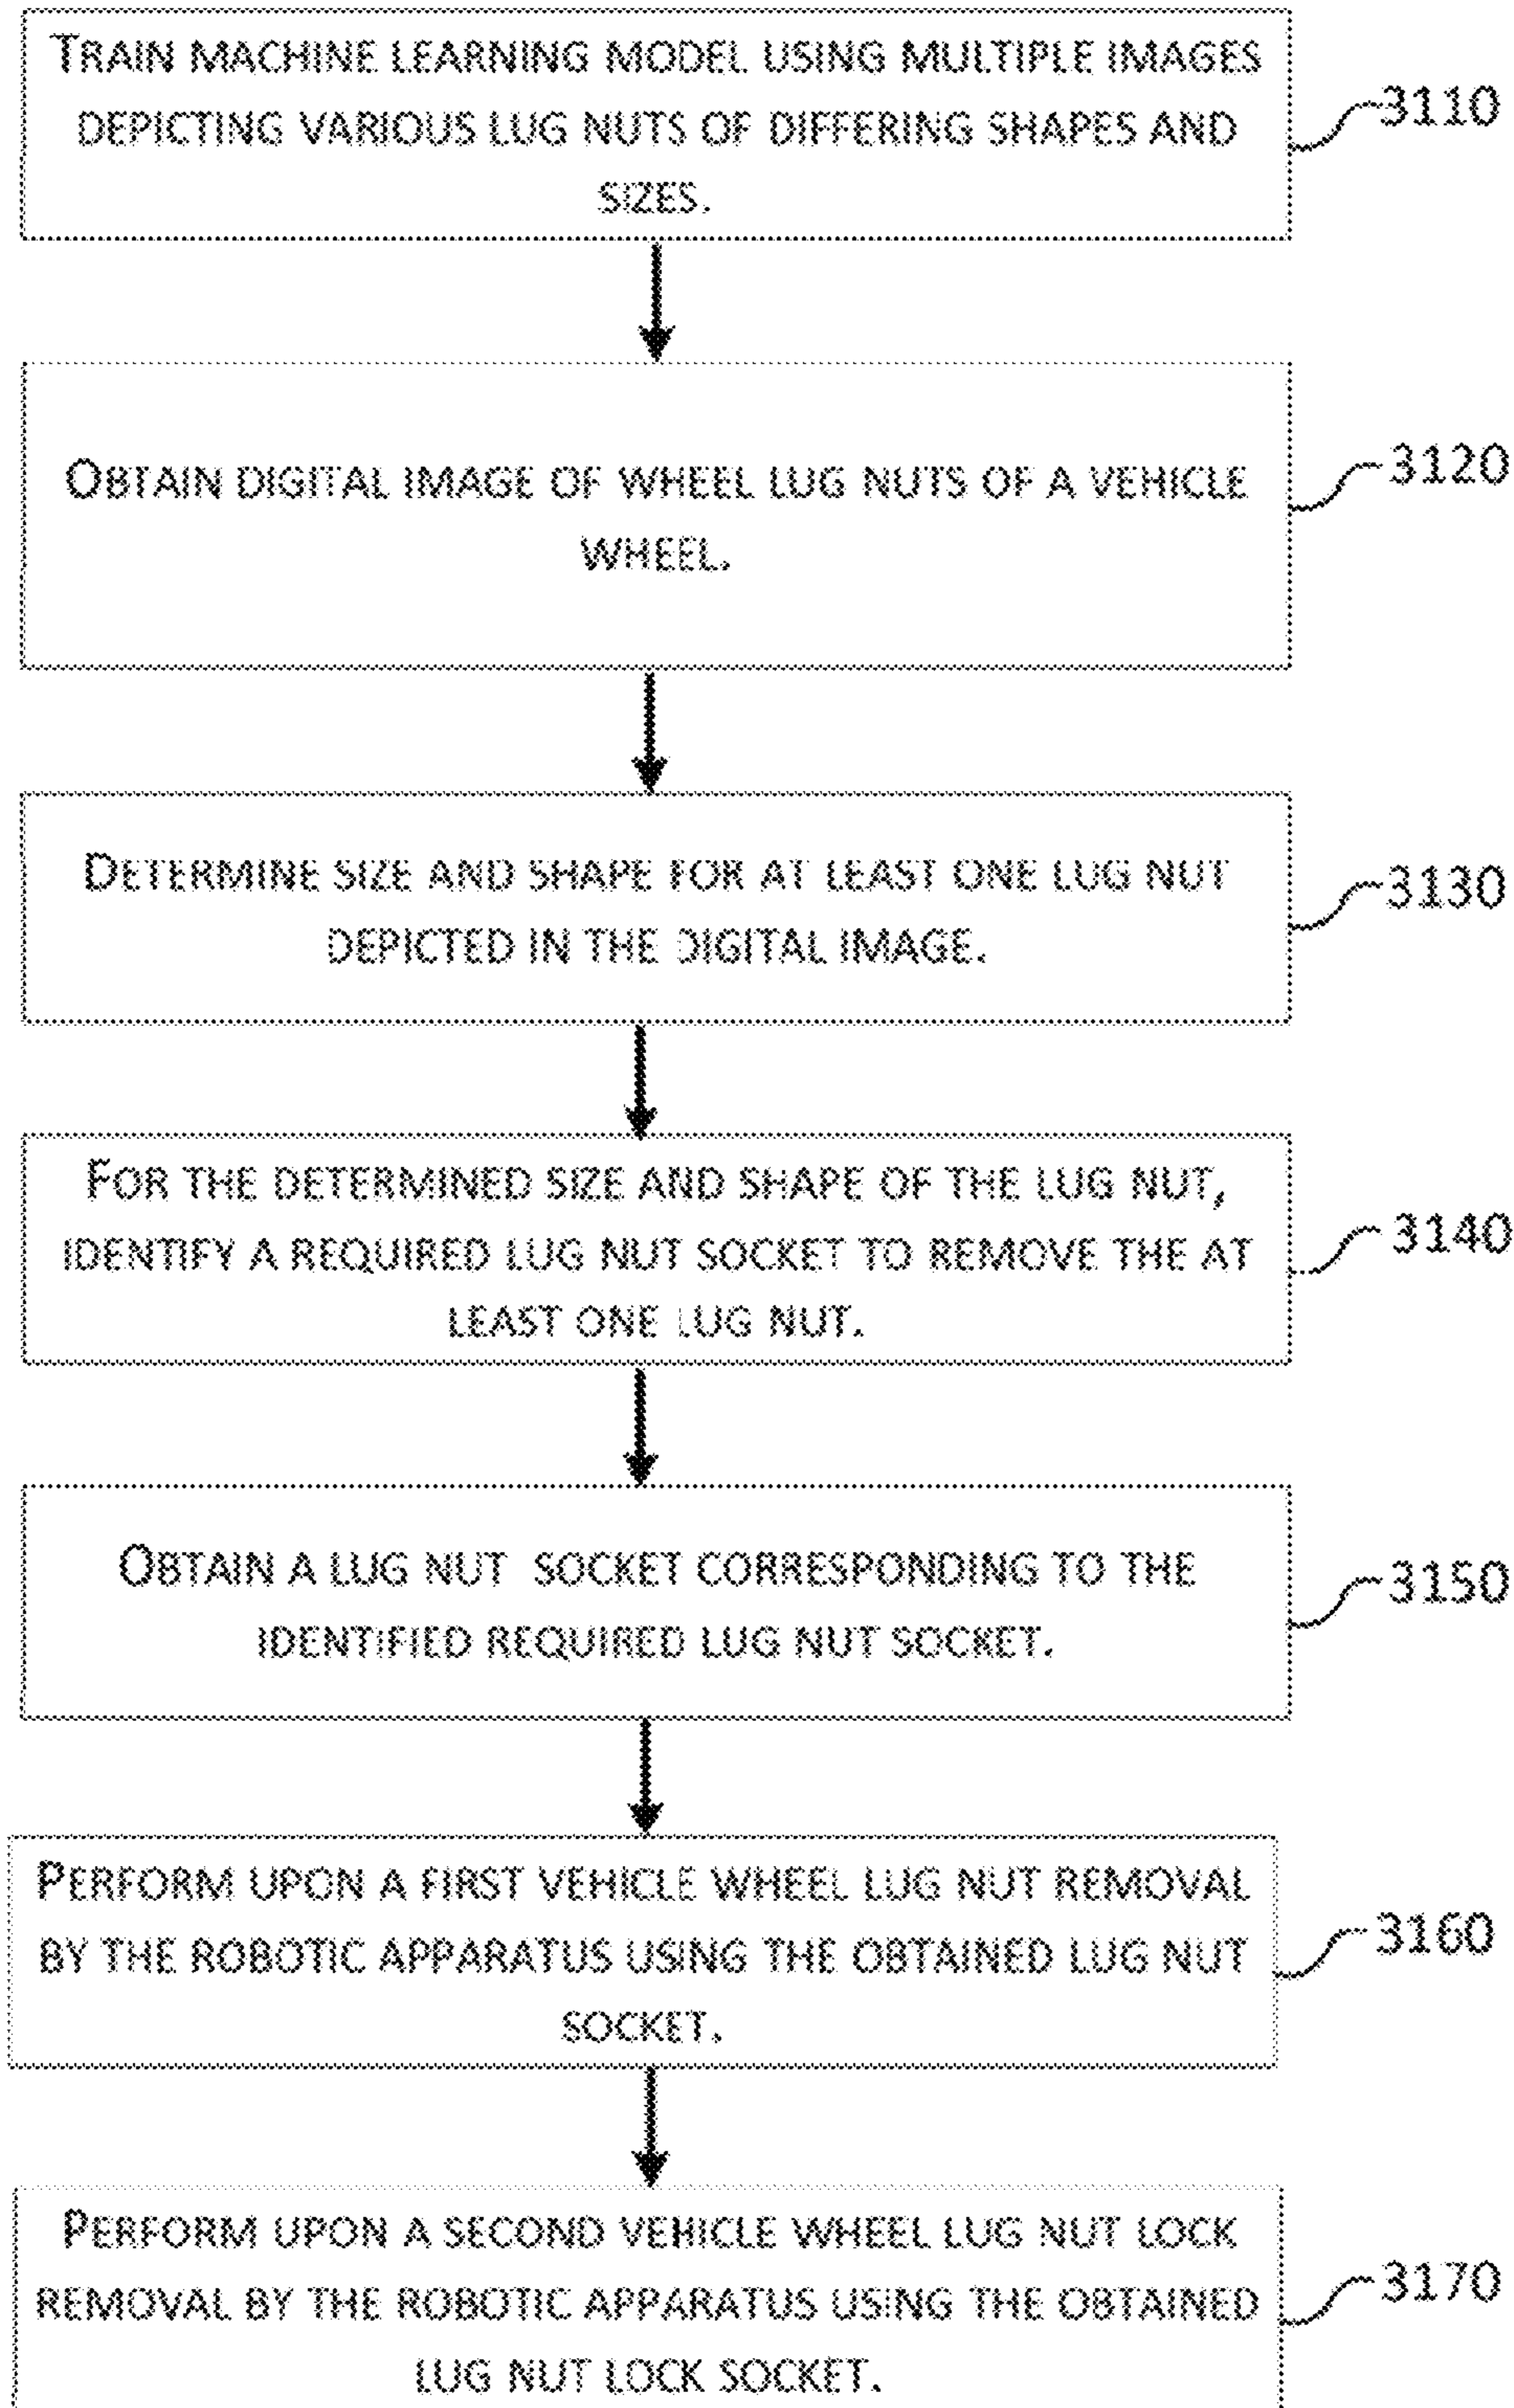 TRAIN MACHINE LEARNING MODEL USING MULTIPLE IMAGES
DEPICTING VARIOUS LUG NUTS OF DIFFERING SHAPES AND
SIZES.
3110
OBTAIN DIGITAL IMAGE OF WHEEL LUG NUTS OF A VEHICLE
WHEEL.
3120
DETERMINE SIZE AND SHAPE FOR AT LEAST ONE LUG NUT
DEPICTED IN THE DIGITAL IMAGE.
3130
FOR THE DETERMINED SIZE AND SHAPE OF THE LUG NUT,
IDENTIFY A REQUIRED LUG NUT SOCKET TO REMOVE THE AT
LEAST ONE LUG NUT.
3140
OBTAIN A LUG NUT SOCKET CORRESPONDING TO THE
IDENTIFIED REQUIRED LUG NUT SOCKET.
3150
PERFORM UPON A FIRST VEHICLE WHEEL LUG NUT REMOVAL
BY THE ROBOTIC APPARATUS USING THE OBTAINED LUG NUT
SOCKET.
3160
PERFORM UPON A SECOND VEHICLE WHEEL LUG NUT LOCK
REMOVAL BY THE ROBOTIC APPARATUS USING THE OBTAINED
LUG NUT LOCK SOCKET.
3170